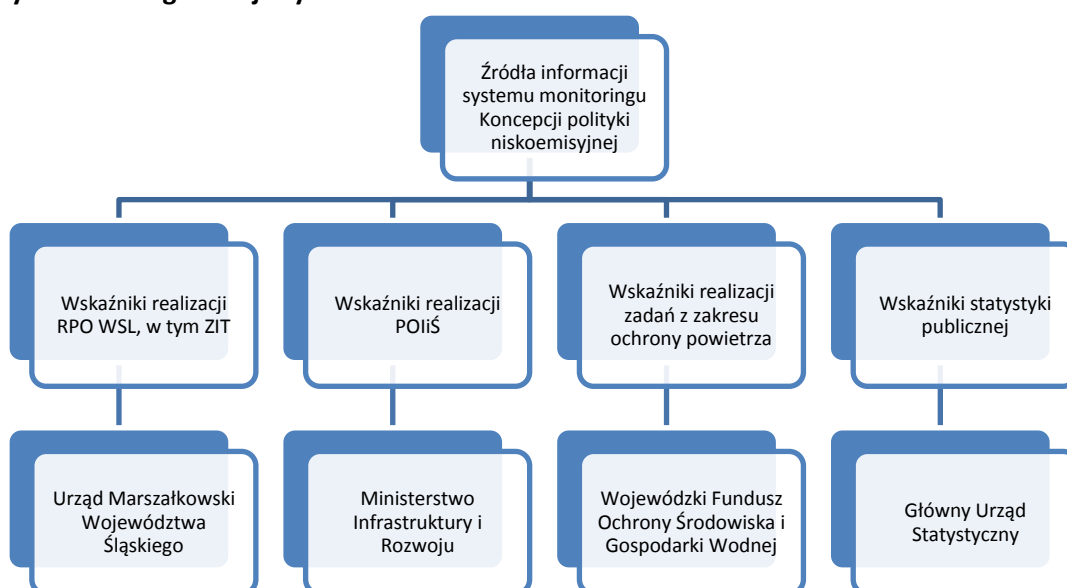 Źródła informacji
systemu monitoringu
Koncepcji polityki
niskoemisyjnej
Wskaźniki realizacji
RPO WSL, w tym ZIT
Wskaźniki realizacji
POIiŚ
Wskaźniki realizacji
zadań z zakresu
ochrony powietrza
Wskaźniki statystyki
publicznej
Urząd Marszałkowski
Województwa
Śląskiego
Ministerstwo
Infrastruktury i
Rozwoju
Wojewódzki Fundusz
Ochrony Środowiska i
Gospodarki Wodnej
Główny Urząd
Statystyczny